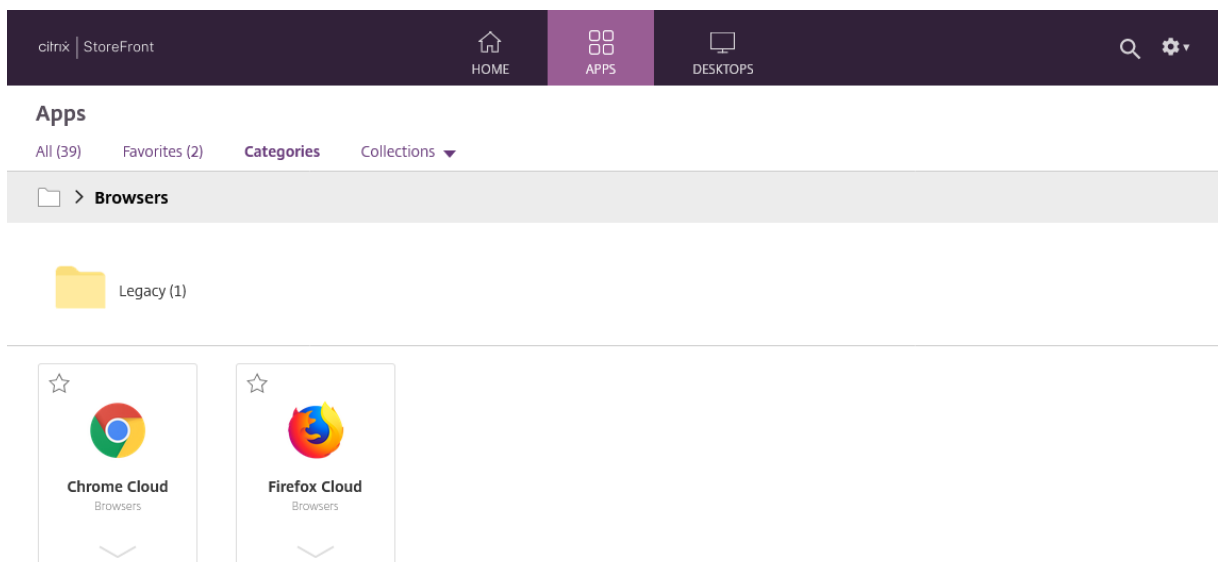 citrix | StoreFront
HOME
APPS
DESKTOPS
Apps
All (39) Favorites (2) Categories Collections
Browsers
Legacy (1)
Chrome Cloud
Browsers
Firefox Cloud
Browsers